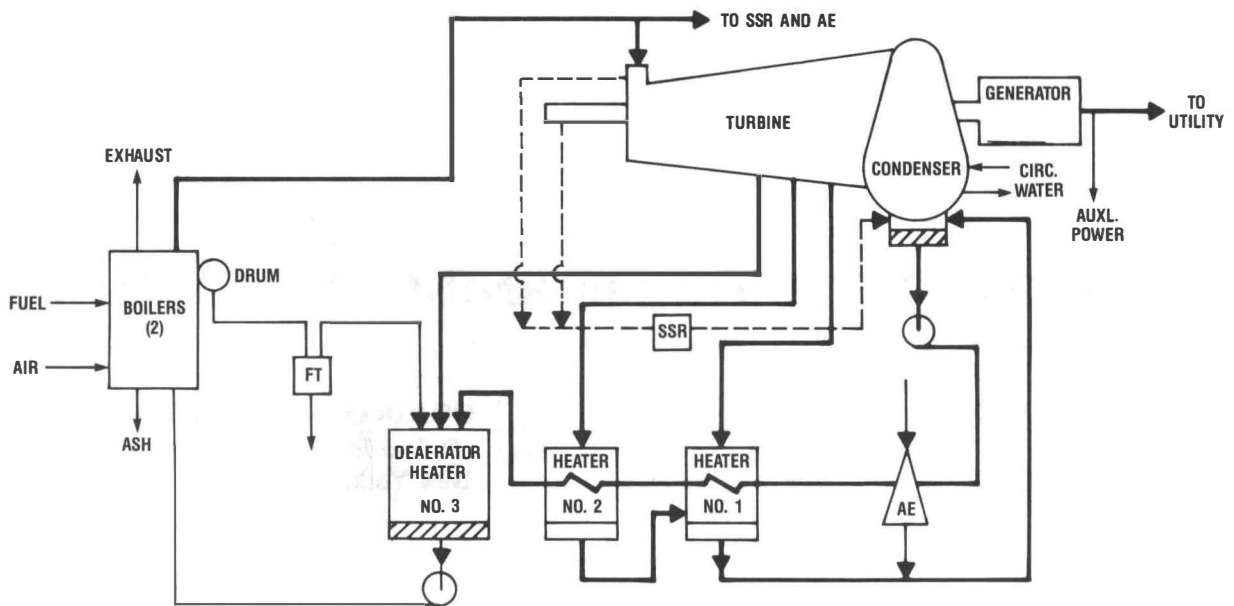 TO SSR AND AE
TURBINE
GENERATOR
TO
UTILITY
EXHAUST
CONDENSER
CIRC.
WATER
AUXL.
POWER
DRUM
FUEL
BOILERS
(2)
SSR
AIR
FT
ASH
DEAERATOR
HEATER
NO. 3
HEATER
NO. 2
HEATER
NO. 1
AE